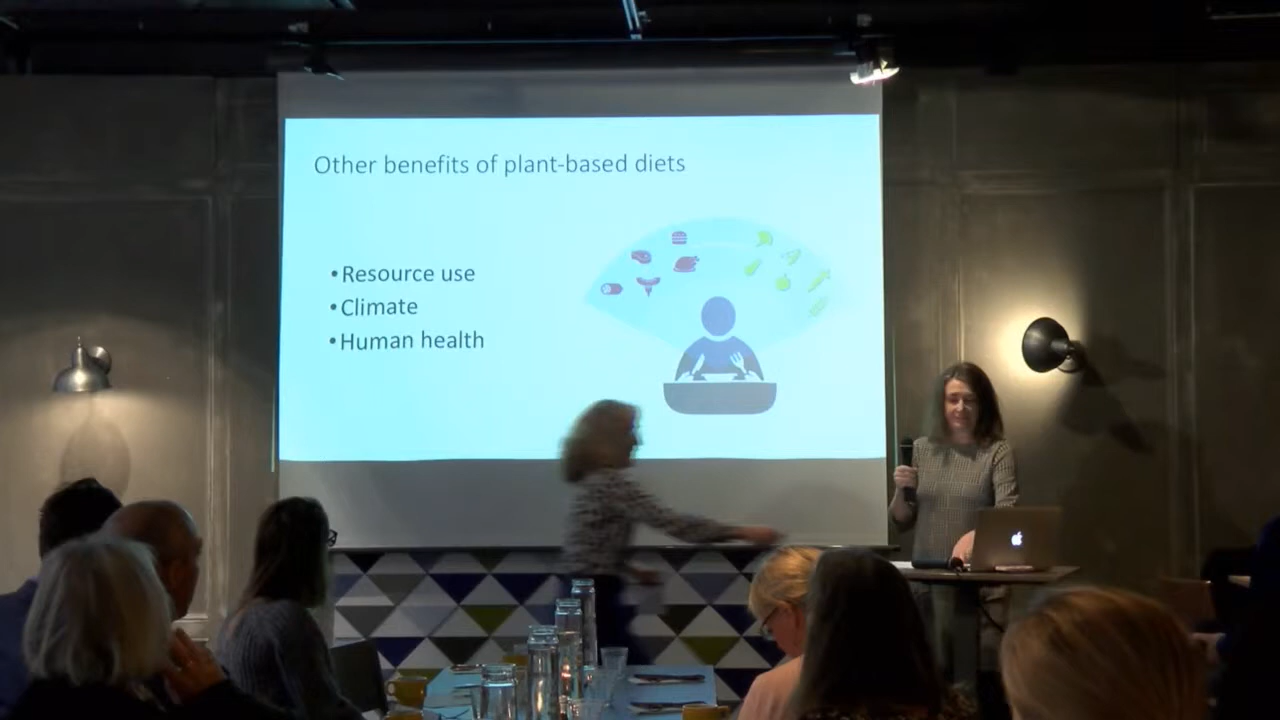 Other benefits of plant-based diets
•Resource use
•Climate
•Human health